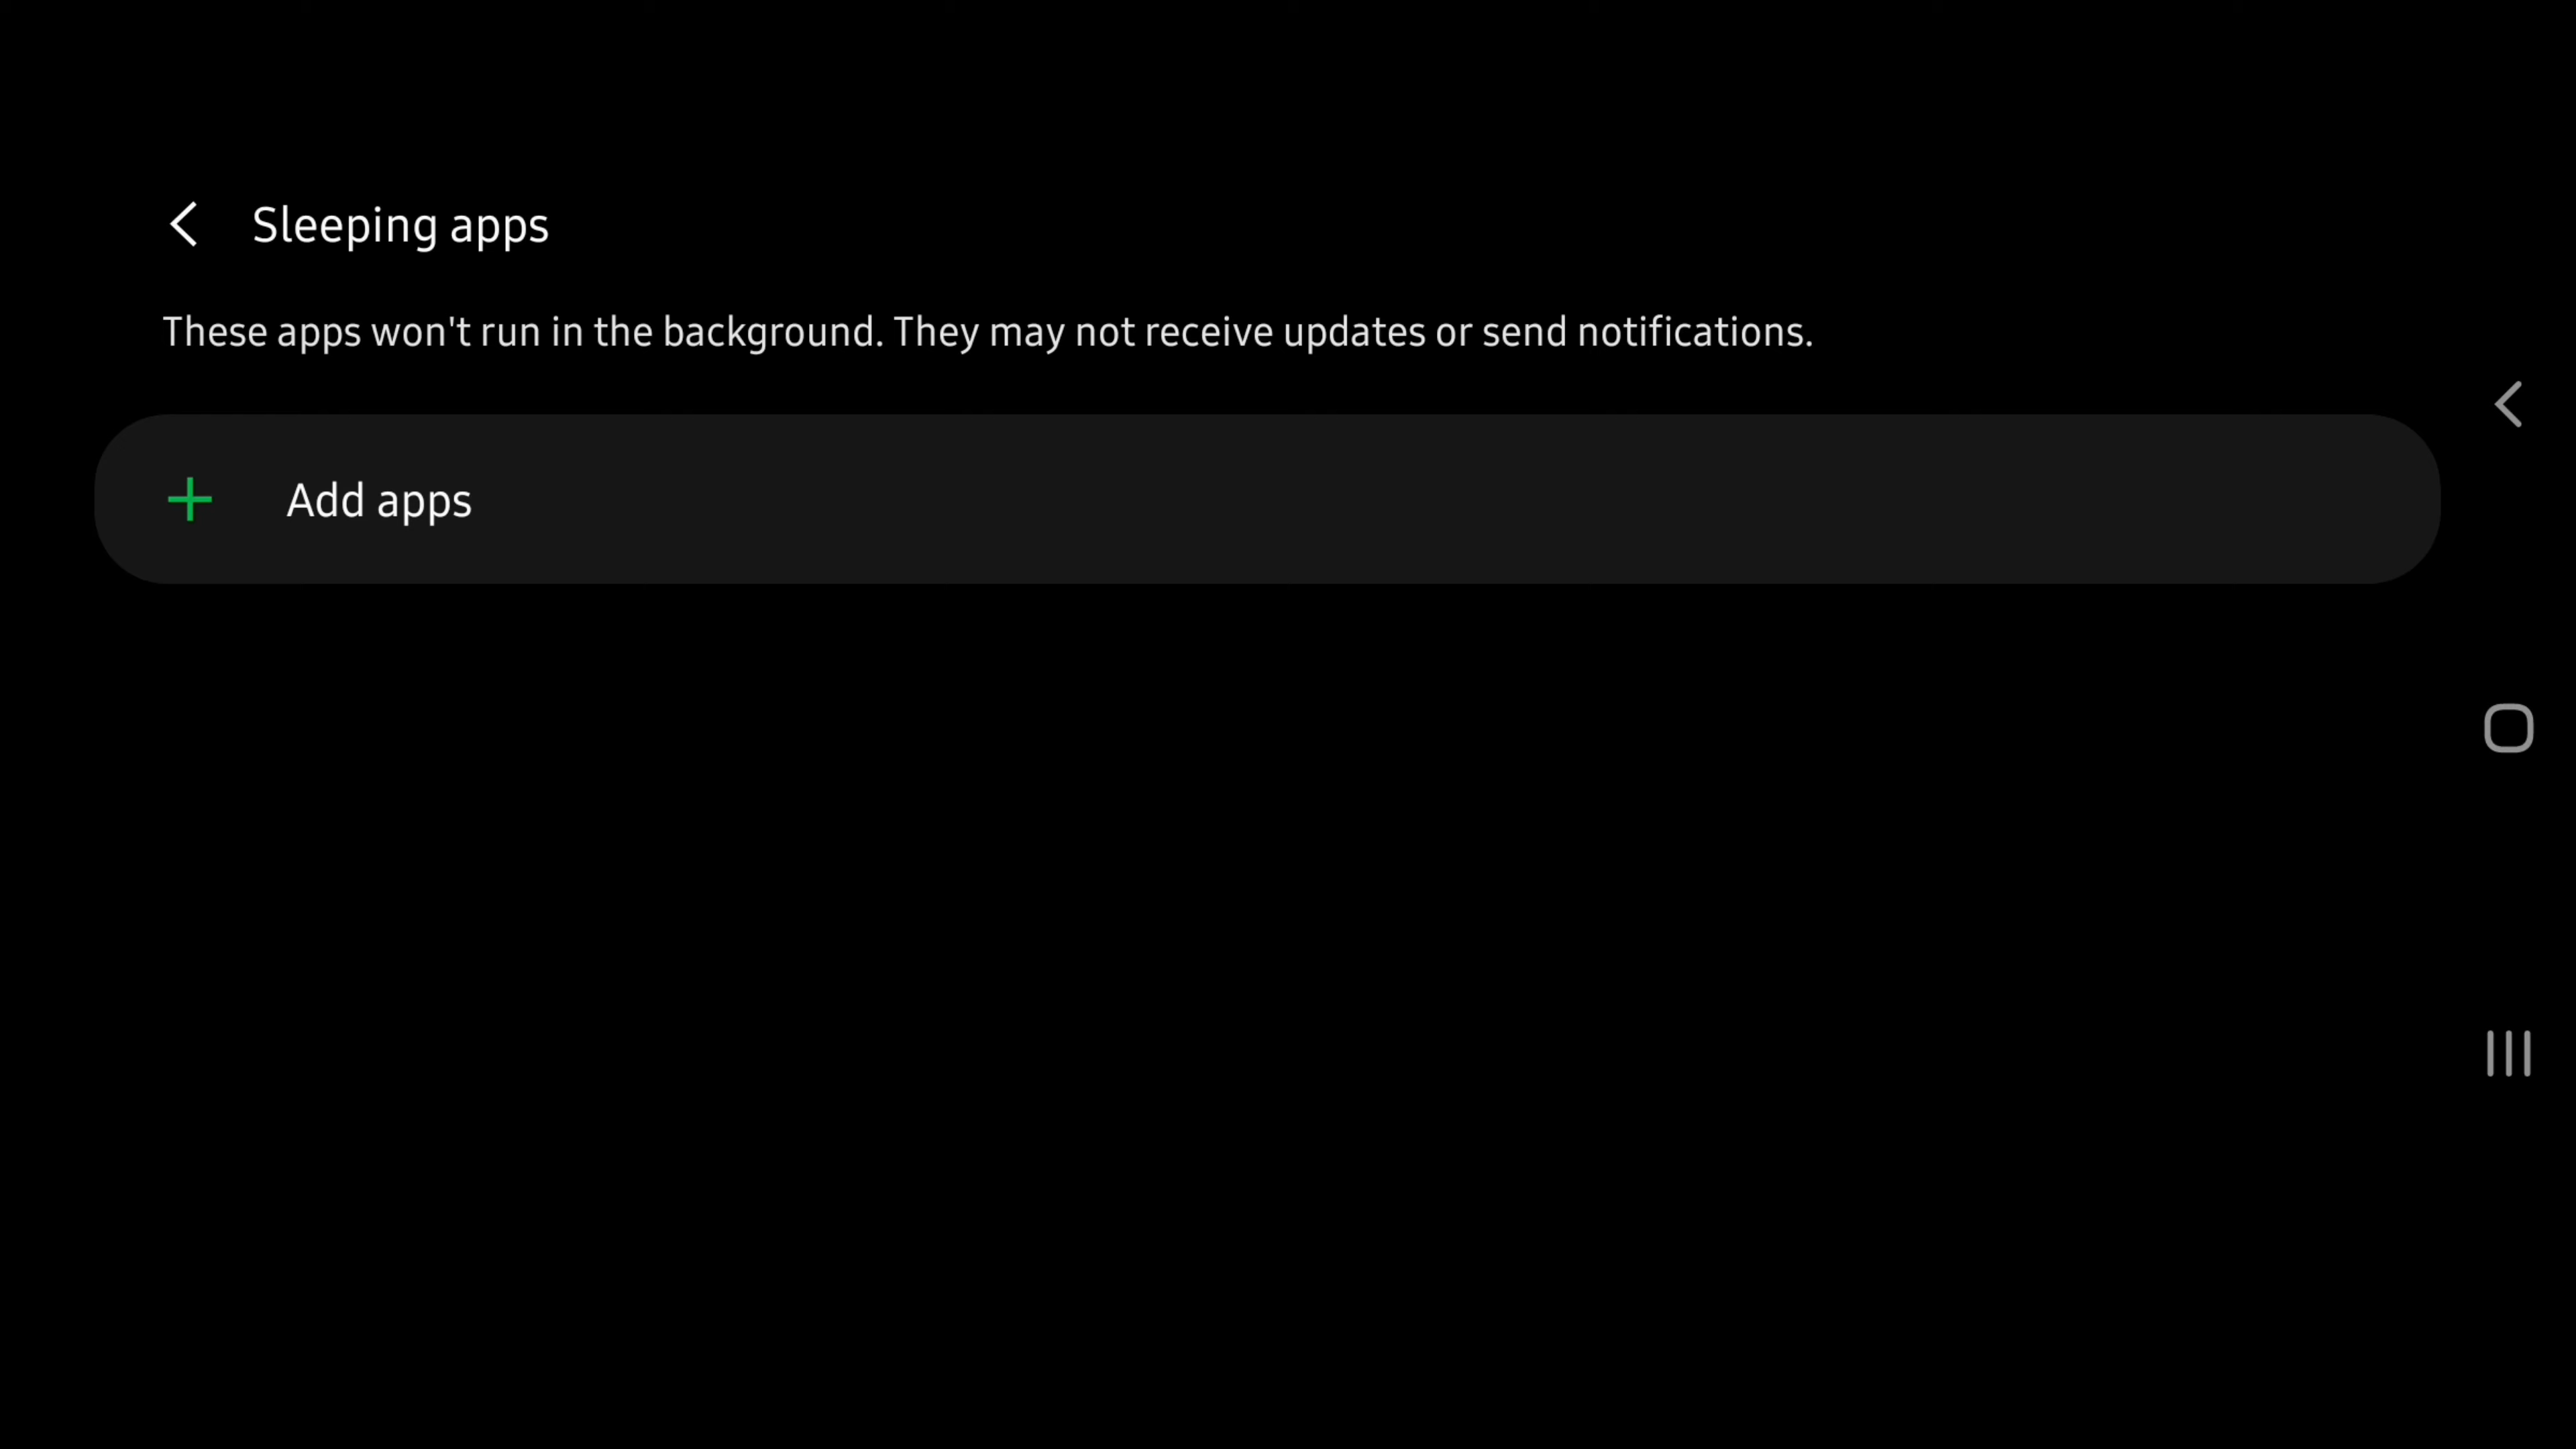 Sleeping apps
These apps won't run in the background. They may not receive updates or send notifications.
Add apps